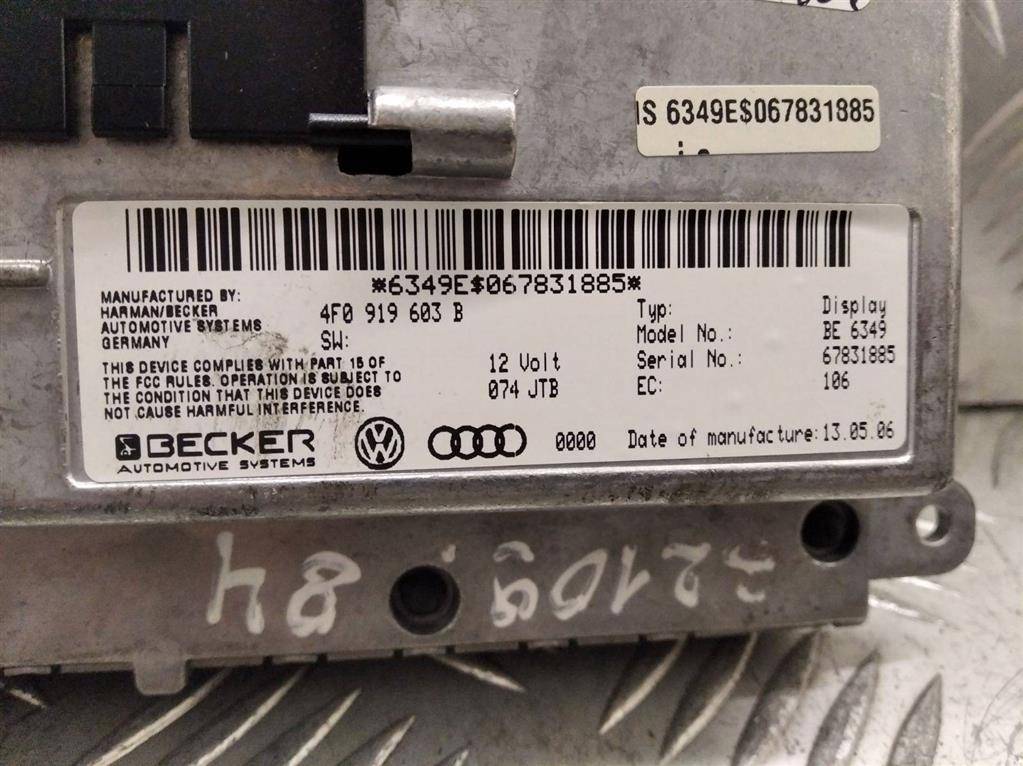 IS 6349E$067831885
*6349E$067831885*
MANUFACTURED BY:
HARMAN/BECKER
AUTOMOTIVE SYSTEMS
GERMANY
4F0 919 603 B
SW:
Typ: Display
Model No.: BE 6349
Serial No.: 67831885
EC: 106
THIS DEVICE COMPLIES WITH PART 15 OF
THE FCC RULES. OPERATION IS SUBJECT TO
THE CONDITION THAT THIS DEVICE DOES
NOT CAUSE HARMFUL INTERFERENCE.
12 Volt
074 JTB
BECKER
AUTOMOTIVE SYSTEMS
0000
Date of manufacture:13.05.06